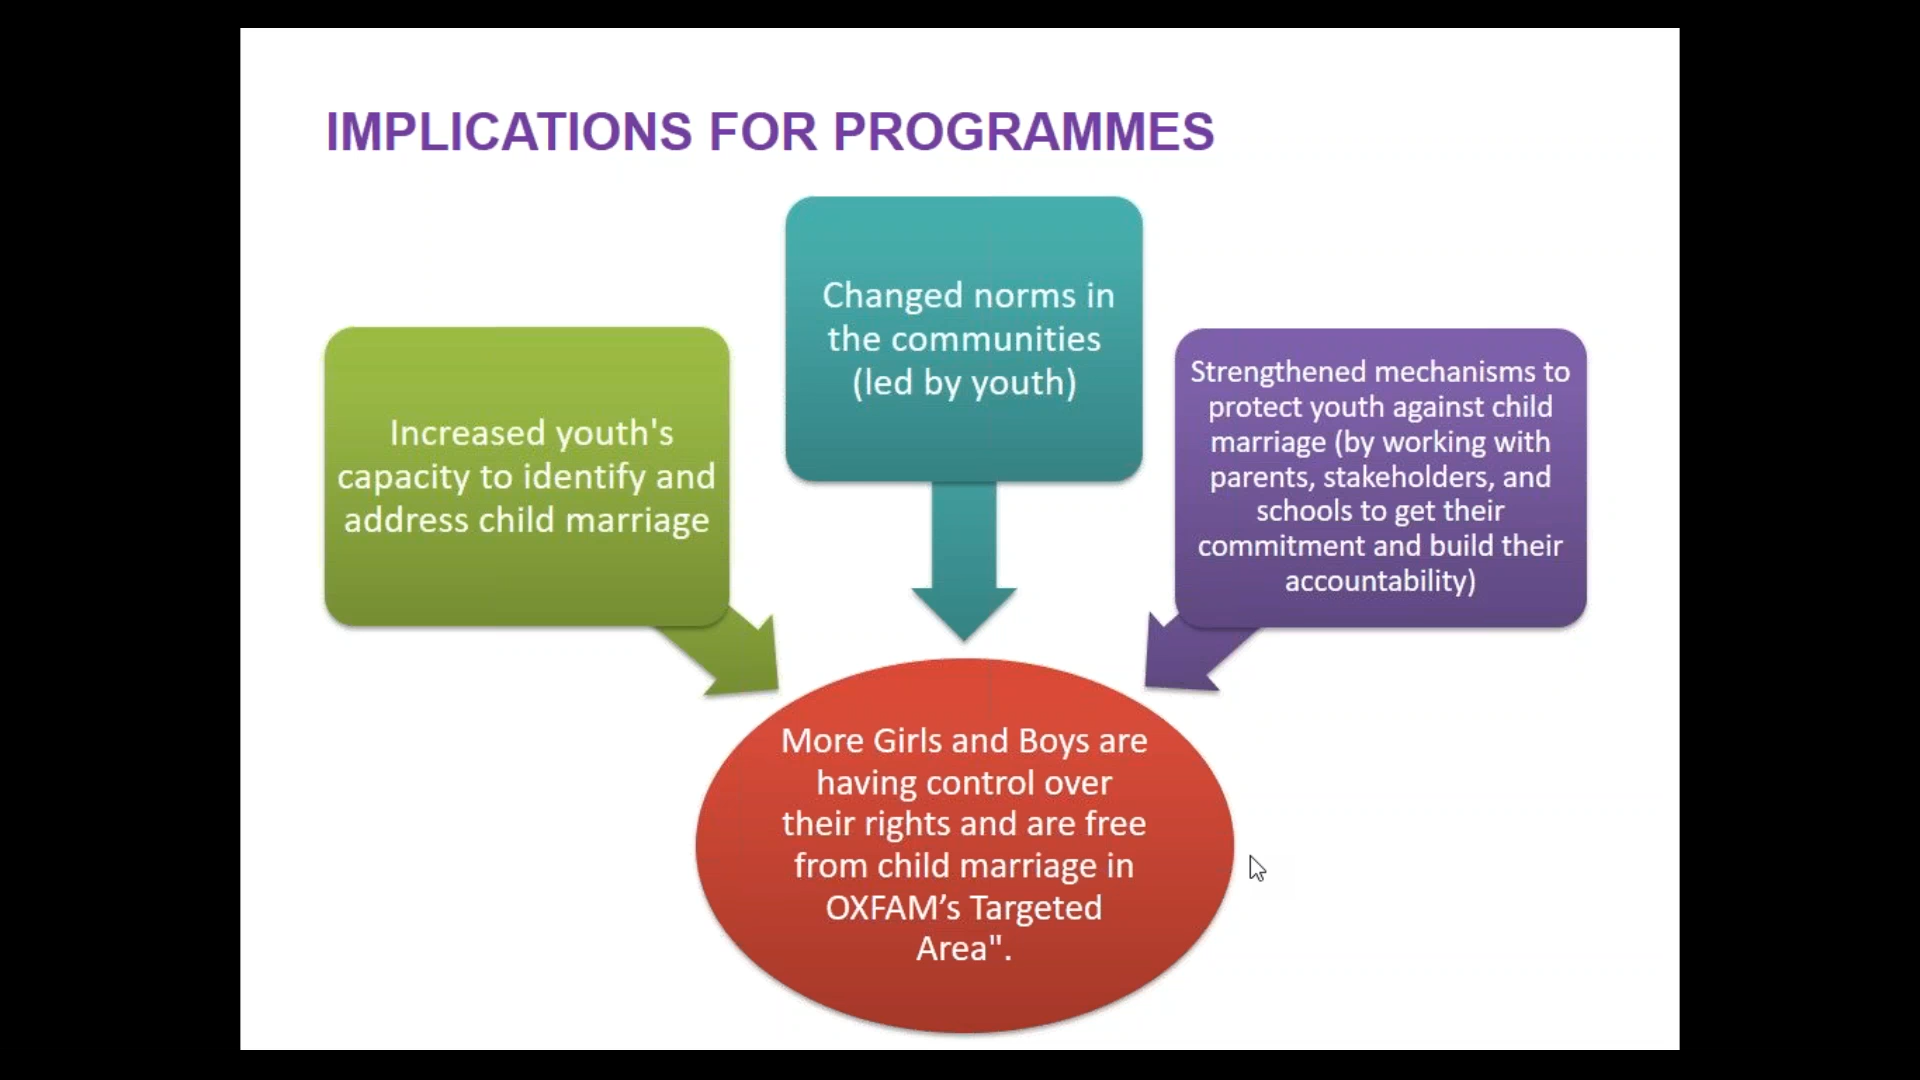 IMPLICATIONS FOR PROGRAMMES
Increased youth's
capacity to identify and
address child marriage
Changed norms in
the communities
(led by youth)
Strengthened mechanisms to
protect youth against child
marriage (by working with
parents, stakeholders, and
schools to get their
commitment and build their
accountability)
More Girls and Boys are
having control over
their rights and are free
from child marriage in
OXFAM’s Targeted
Area".